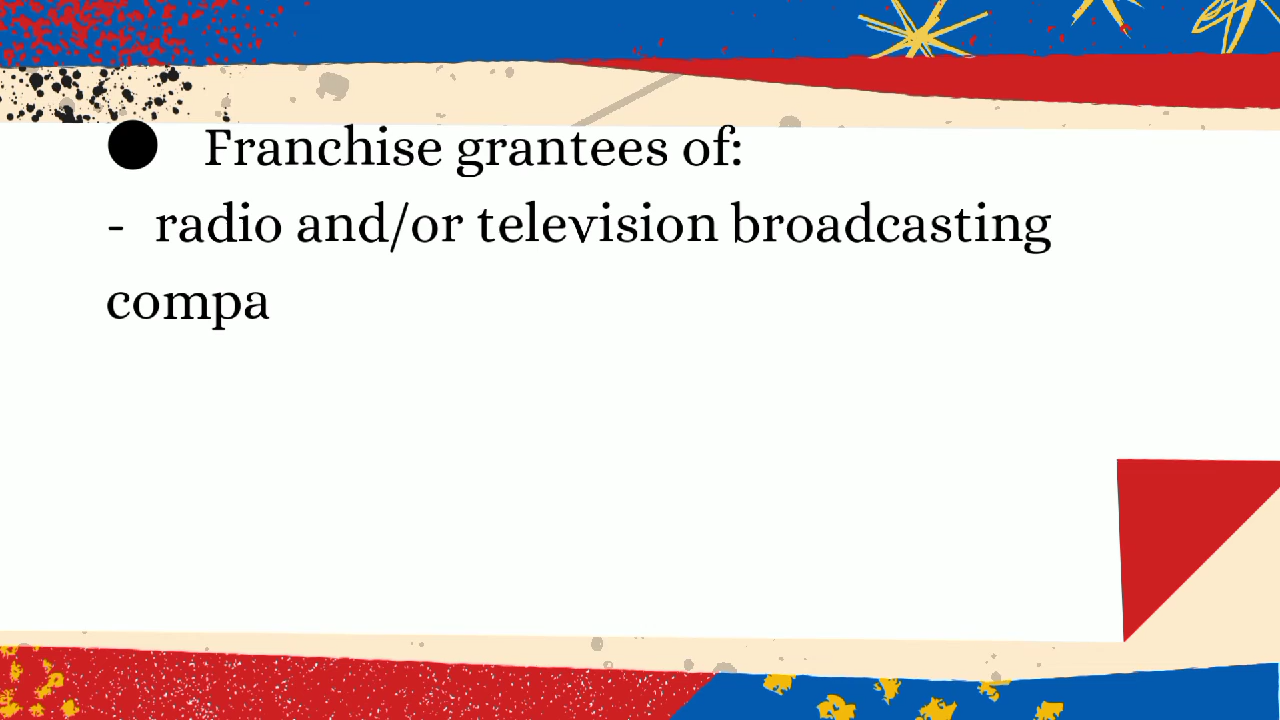 ● Franchise grantees of:
- radio and/or television broadcasting
compa